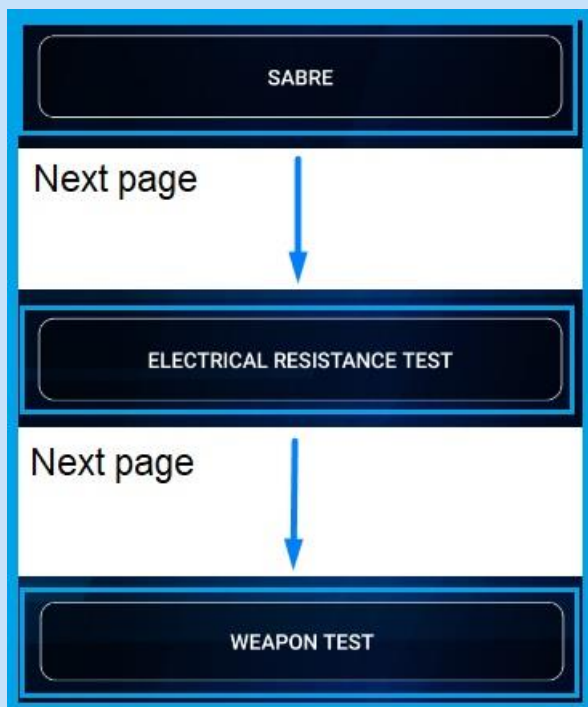 SABRE
Next page
ELECTRICAL RESISTANCE TEST
Next page
WEAPON TEST